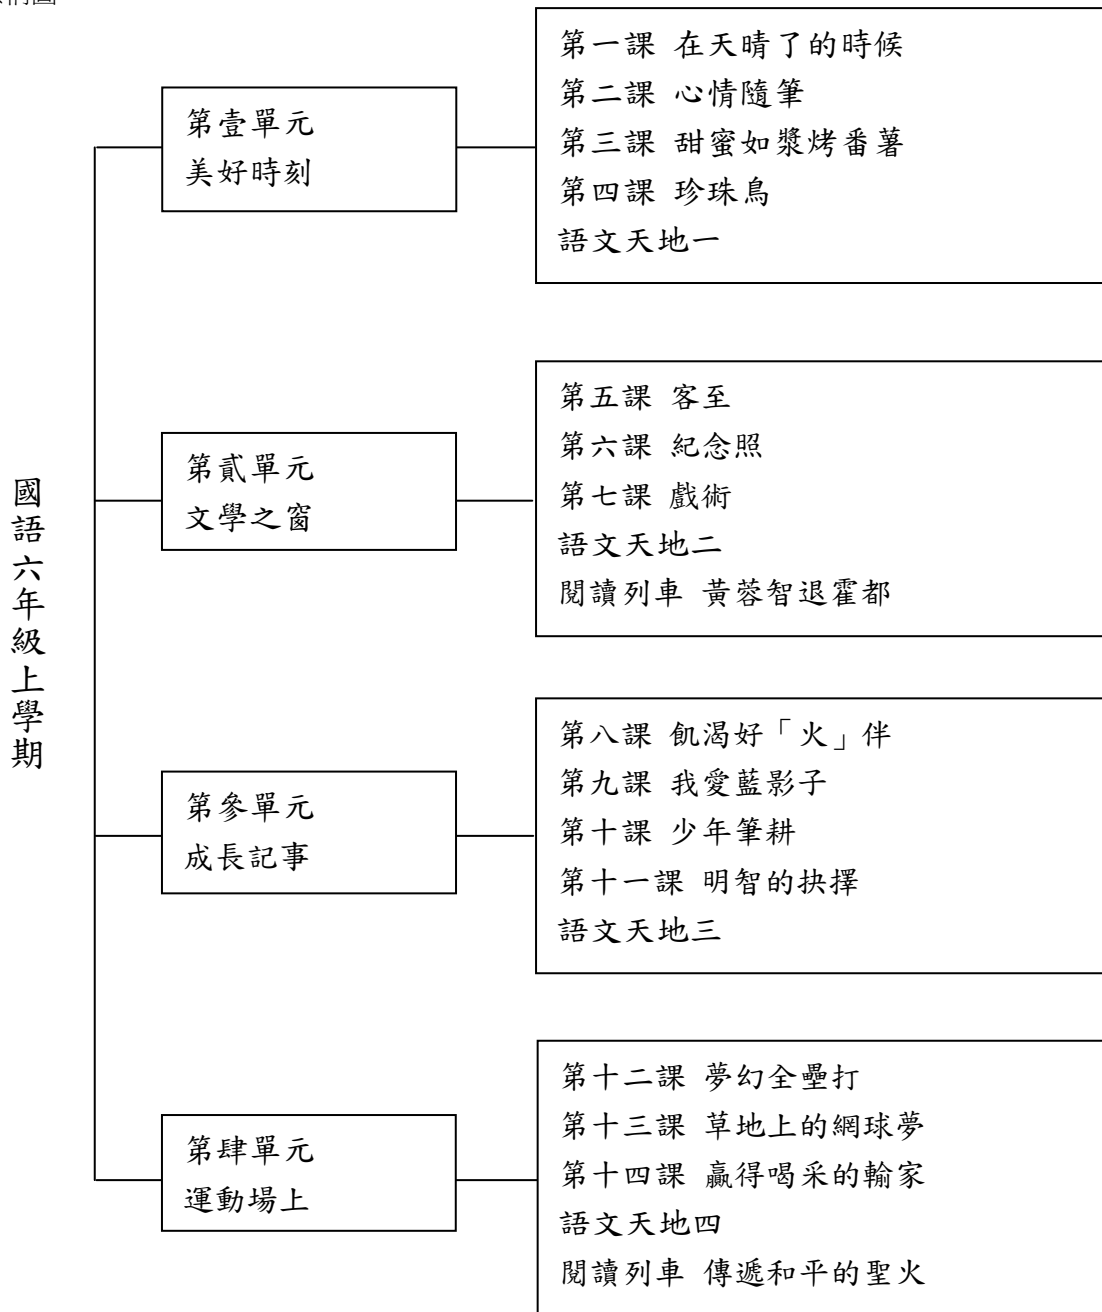 國語六年級上學期
第壹單元
美好時刻
第一課 在天晴了的時候
第二課 心情隨筆
第三課 甜蜜如漿烤番薯
第四課 珍珠鳥
語文天地一
第貳單元
文學之窗
第五課 客至
第六課 紀念照
第七課 戲術
語文天地二
閱讀列車 黃蓉智退霍都
第參單元
成長記事
第八課 飢渴好「火」伴
第九課 我愛藍影子
第十課 少年筆耕
第十一課 明智的抉擇
語文天地三
第肆單元
運動場上
第十二課 夢幻全壘打
第十三課 草地上的網球夢
第十四課 贏得喝采的輸家
語文天地四
閱讀列車 傳遞和平的聖火